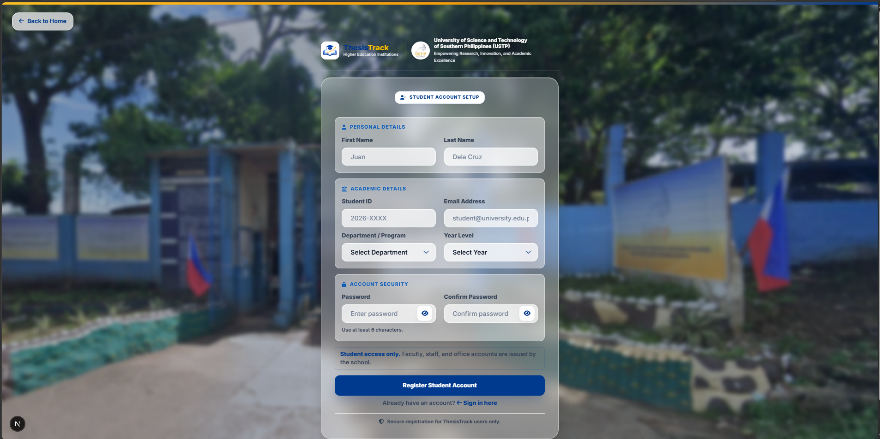 ← Back to Home
ThesisTrack
Higher Education Institutions
University of Science and Technology
of Southern Philippines (USTP)
Empowering Research, Innovation, and Academic
Excellence
STUDENT ACCOUNT SETUP
PERSONAL DETAILS
First Name
Last Name
Juan
Dela Cruz
ACADEMIC DETAILS
Student ID
Email Address
2026-XXXX
student@university.edu.p
Department / Program
Year Level
Select Department
Select Year
ACCOUNT SECURITY
Password
Confirm Password
Enter password
Confirm password
Use at least 8 characters.
Student access only. Faculty, staff, and office accounts are issued by
the school.
Register Student Account
Already have an account? ← Sign in here
Secure registration for ThesisTrack users only.
N